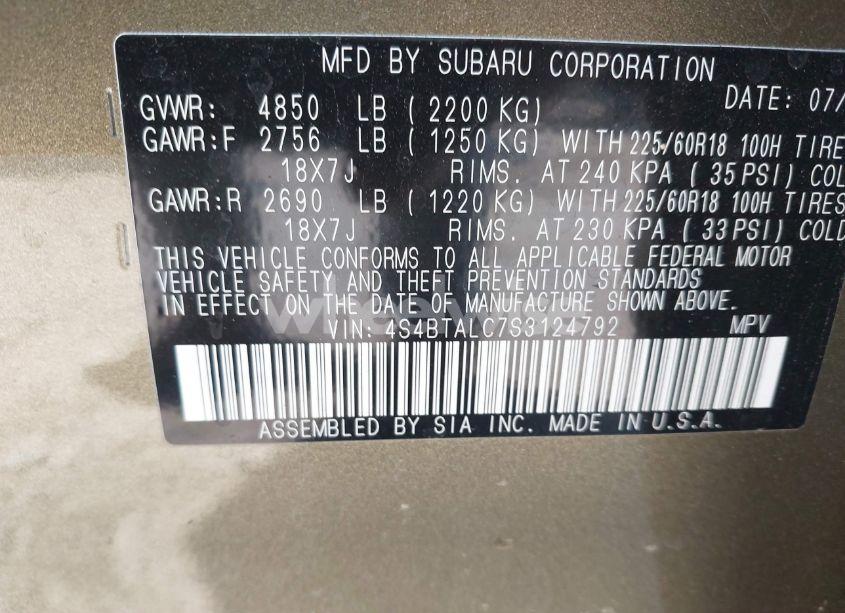 MFD BY SUBARU CORPORATION
DATE: 07/
GVWR: 4850 LB ( 2200 KG)
GAWR:F 2756 LB ( 1250 KG) WITH 225/60R18 100H TIRE
18X7J RIMS. AT 240 KPA ( 35 PSI) COL
GAWR:R 2690 LB ( 1220 KG) WITH 225/60R18 100H TIRES
18X7J RIMS. AT 230 KPA ( 33 PSI) COLD
THIS VEHICLE CONFORMS TO ALL APPLICABLE FEDERAL MOTOR
VEHICLE SAFETY AND THEFT PREVENTION STANDARDS
IN EFFECT ON THE DATE OF MANUFACTURE SHOWN ABOVE.
VIN: 4S4BTALC7S3124792 MPV
ASSEMBLED BY SIA INC. MADE IN U.S.A.